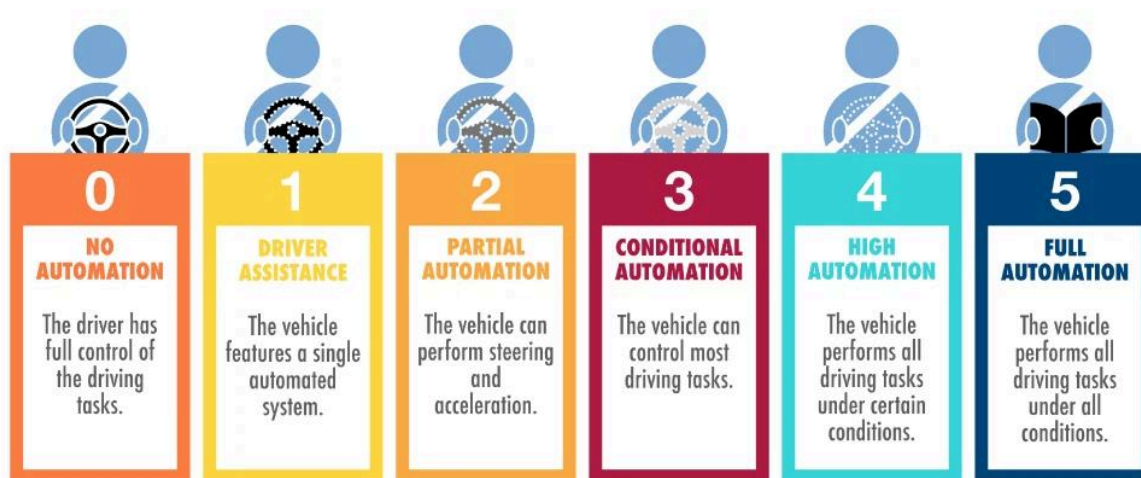 0
NO
AUTOMATION
The driver has
full control of
the driving
tasks.
1
DRIVER
ASSISTANCE
The vehicle
features a single
automated
system.
2
PARTIAL
AUTOMATION
The vehicle can
perform steering
and
acceleration.
3
CONDITIONAL
AUTOMATION
The vehicle can
control most
driving tasks.
4
HIGH
AUTOMATION
The vehicle
performs all
driving tasks
under certain
conditions.
5
FULL
AUTOMATION
The vehicle
performs all
driving tasks
under all
conditions.